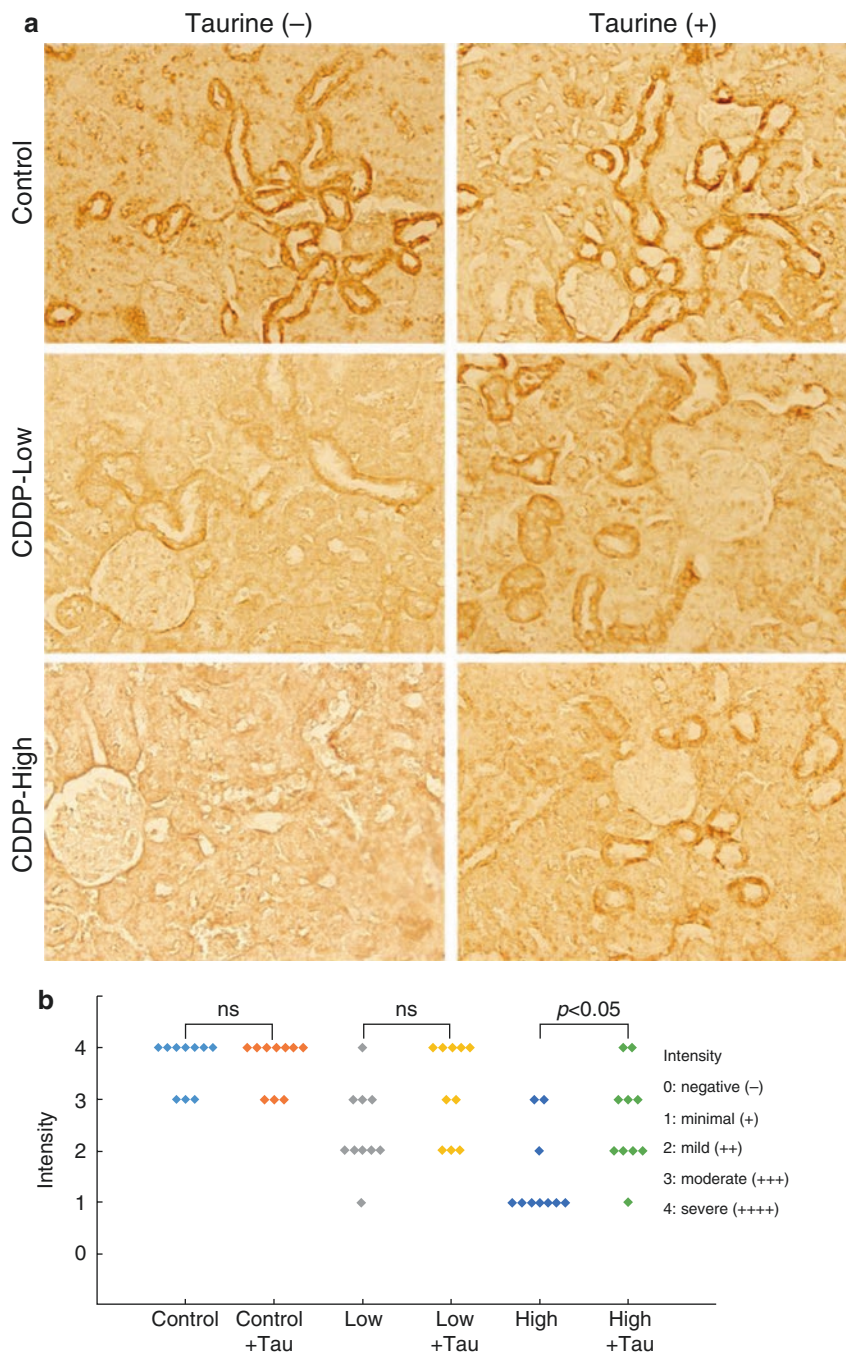 a
Taurine (–)
Taurine (+)
Control
CDDP-Low
CDDP-High
b
ns
ns
p<0.05
Intensity
4
3
2
1
0
Intensity
0: negative (–)
1: minimal (+)
2: mild (++)
3: moderate (+++)
4: severe (++++)
Control
Control
+Tau
Low
Low
+Tau
High
High
+Tau